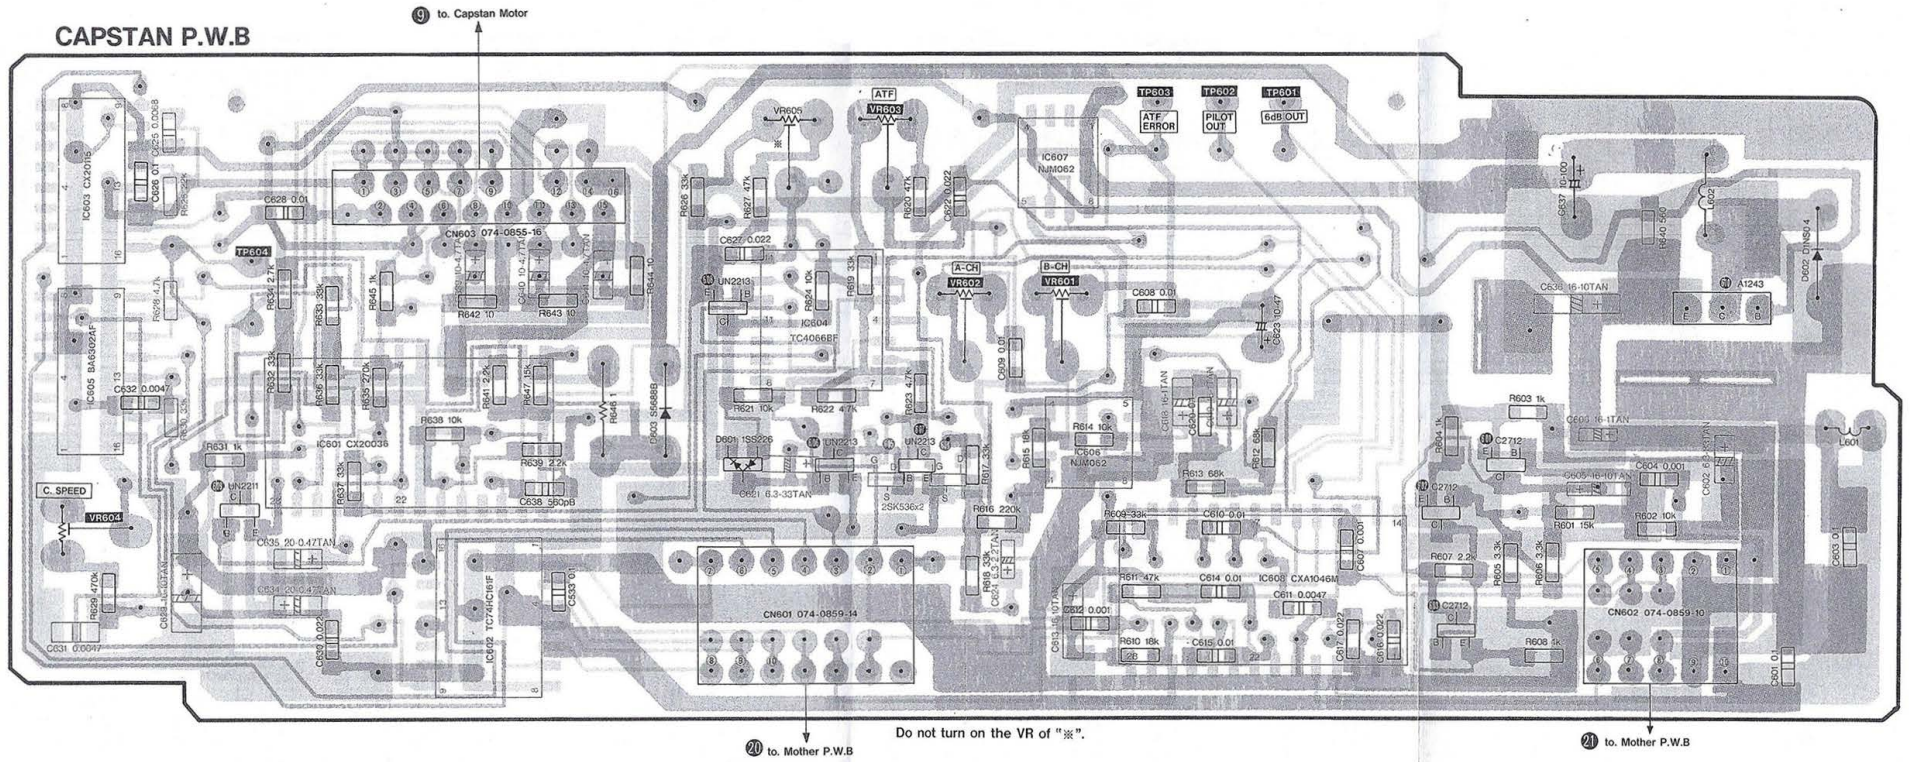 ⑨ to. Capstan Motor
CAPSTAN P.W.B
IC603 CX20115
C625 0.0068
C626 0.1
C628 0.01
CN603 074-0855-16
TP604
R634 2.7k
R633 33k
R645 1k
R642 10
R643 10
R644 10
R628 4.7k
IC605 BA6302AF
C632 0.0047
R632 33k
R636 33k
R635 270k
R641 2.2k
R647 15k
R646 1
D603 S5688B
R638 10k
IC601 CX20036
R631 1k
UN2211
R637 33k
R639 2.2k
C638 560pB
C. SPEED
VR604
C635 20-0.47TAN
C634 20-0.47TAN
R629 470k
C631 0.0047
C630 0.022
IC602 TC74HC161F
C533 0.1
VR605
※
ATF
VR603
R626 33k
R627 47k
R620 47k
C622 0.022
C627 0.022
UN2213
R624 10k
R619 33k
IC604
TC4066BF
R621 10k
R622 4.7k
R623 4.7k
D601 1SS226
UN2213
UN2213
C621 6.3-33TAN
2SK536x2
R617 33k
R616 220k
R618 33k
C624 6.3-2.2TAN
CN601 074-0859-14
A-CH
VR602
B-CH
VR601
IC607
NJM062
TP603
ATF
ERROR
TP602
PILOT
OUT
TP601
6dB OUT
C608 0.01
C609 0.01
C623 10-47
R615 18k
R614 10k
IC606
NJM062
R612 68k
R613 68k
R609 33k
C610 0.01
C607 0.001
R611 47k
C614 0.01
IC608 CXA1046M
C611 0.0047
C612 0.001
C613 16-10TAN
R610 18k
C615 0.01
C617 0.022
C616 0.022
C637 10-100
R640 560
L602
D602 D1NS04
C636 16-10TAN
A1243
E C B
R603 1k
R604 1k
C2712
C606 16-1TAN
C604 0.001
C605 16-10TAN
C602 6.3-33TAN
L601
C2712
R601 15k
R602 10k
R607 2.2k
R605 3.3k
R606 3.3k
C603 0.1
C2712
CN602 074-0859-10
R608 1k
C601 0.1
⑳ to. Mother P.W.B
Do not turn on the VR of "※".
㉑ to. Mother P.W.B